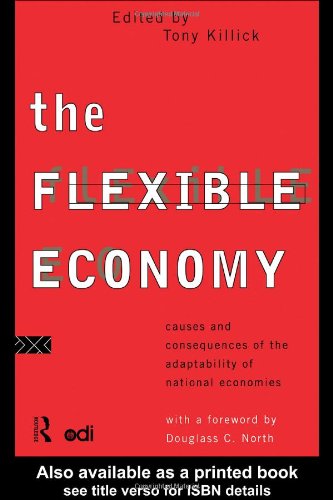 Edited by
Tony Killick
the
FLEXIBLE
ECONOMY
causes and
consequences of the
adaptability of
national economies
with a foreword by
Douglass C. North
ROUTLEDGE
odi
Also available as a printed book
see title verso for ISBN details